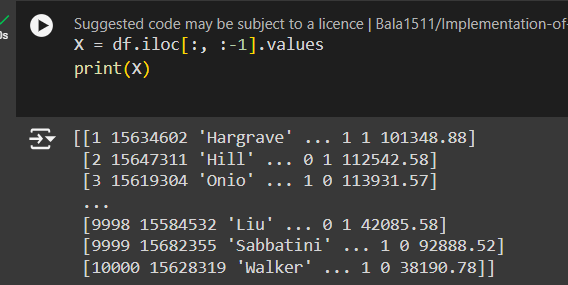 Suggested code may be subject to a licence | Bala1511/Implementation-of-
X = df.iloc[:, :-1].values
print(X)
[[1 15634602 'Hargrave' ... 1 1 101348.88]
[2 15647311 'Hill' ... 0 1 112542.58]
[3 15619304 'Onio' ... 1 0 113931.57]
...
[9998 15584532 'Liu' ... 0 1 42085.58]
[9999 15682355 'Sabbatini' ... 1 0 92888.52]
[10000 15628319 'Walker' ... 1 0 38190.78]]